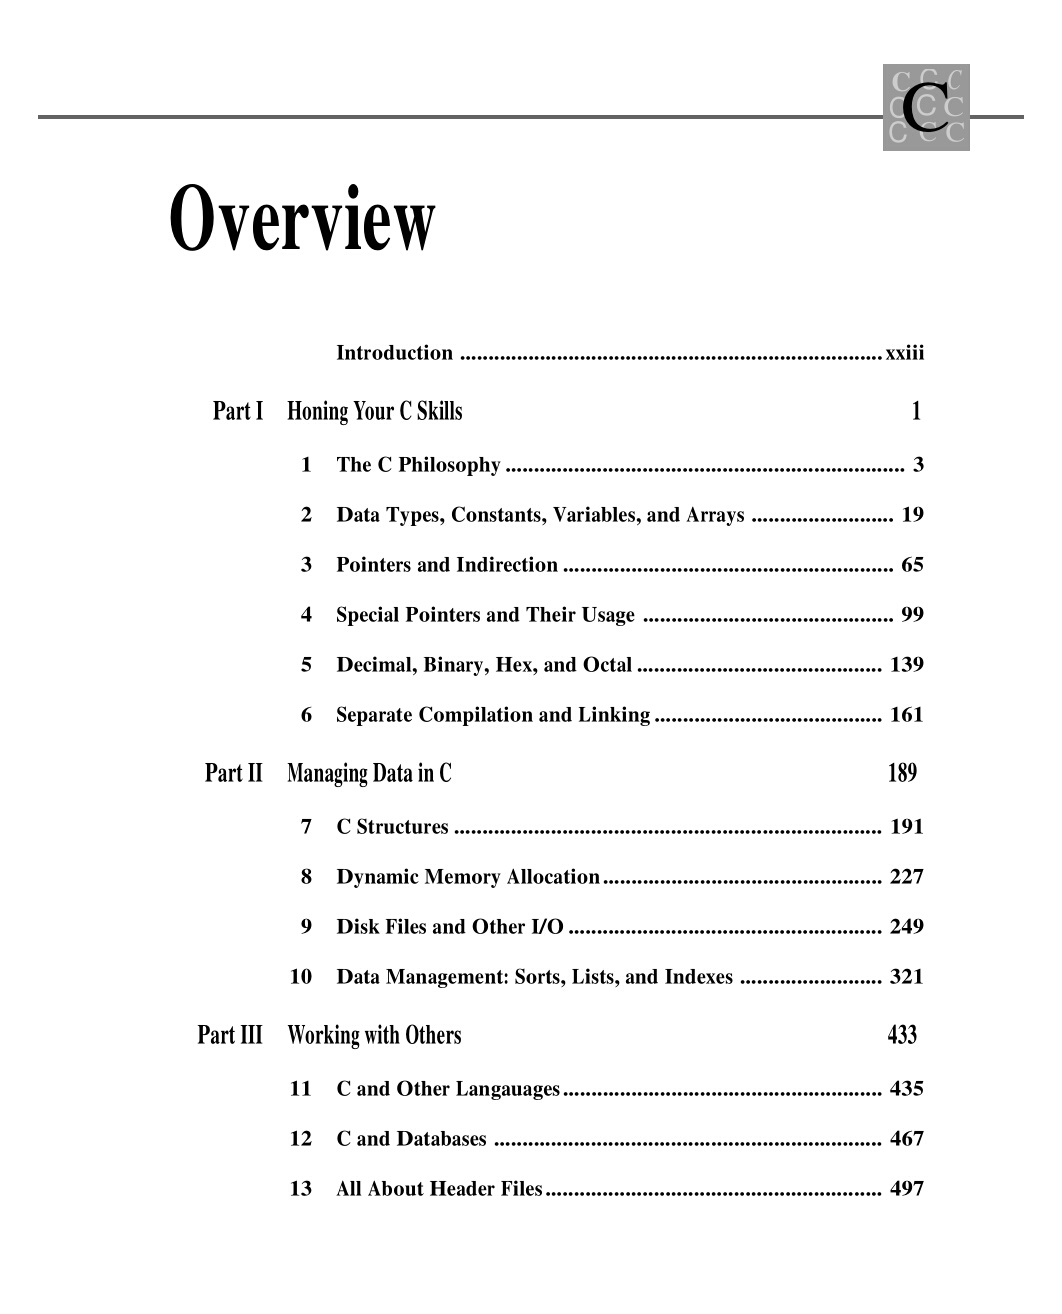 C C C
C C C
C C C
C
Overview
Introduction ........................................................................... xxiii
Part I Honing Your C Skills 1
1 The C Philosophy ....................................................................... 3
2 Data Types, Constants, Variables, and Arrays ......................... 19
3 Pointers and Indirection .......................................................... 65
4 Special Pointers and Their Usage ............................................ 99
5 Decimal, Binary, Hex, and Octal ........................................... 139
6 Separate Compilation and Linking ........................................ 161
Part II Managing Data in C 189
7 C Structures ........................................................................... 191
8 Dynamic Memory Allocation ................................................. 227
9 Disk Files and Other I/O ....................................................... 249
10 Data Management: Sorts, Lists, and Indexes ......................... 321
Part III Working with Others 433
11 C and Other Langauages ........................................................ 435
12 C and Databases .................................................................... 467
13 All About Header Files ........................................................... 497